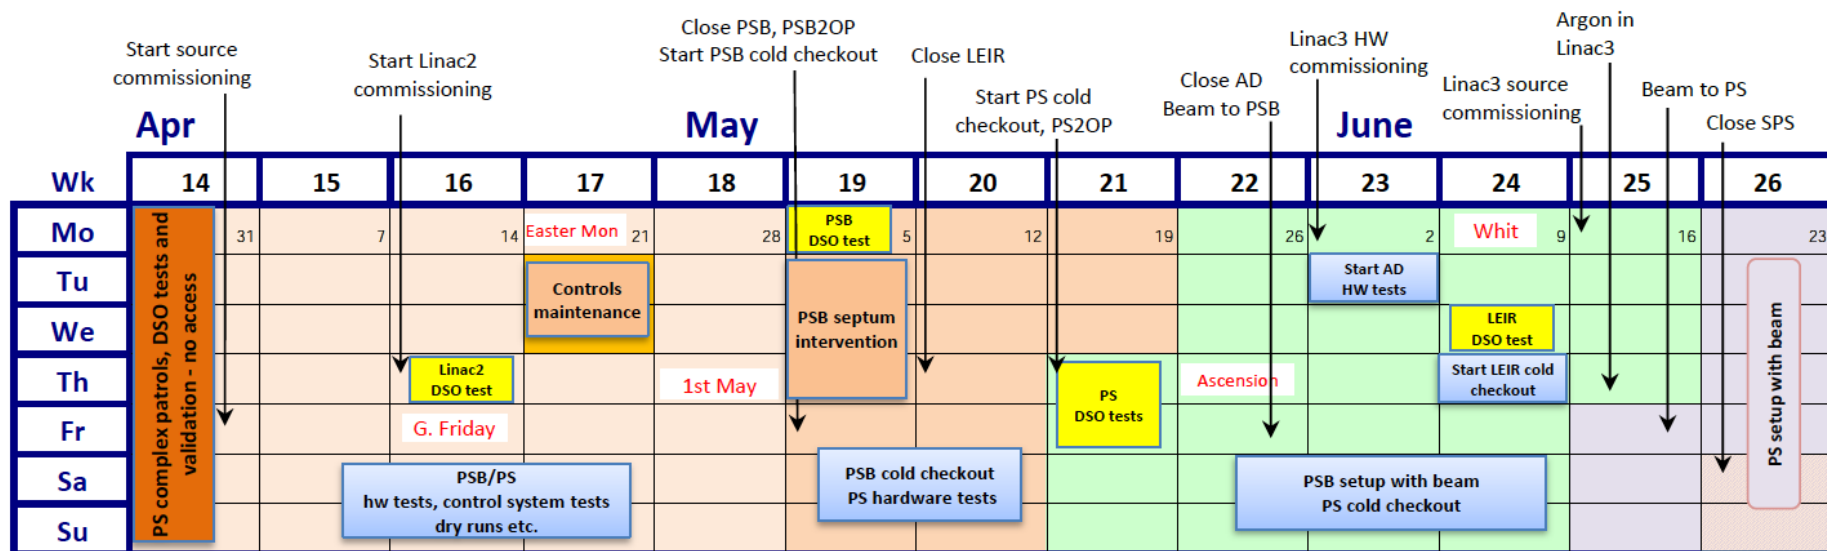 Start source
commissioning
Start Linac2
commissioning
Close PSB, PSB2OP
Start PSB cold checkout
Close LEIR
Start PS cold
checkout, PS2OP
Close AD
Beam to PSB
Linac3 HW
commissioning
Linac3 source
commissioning
Argon in
Linac3
Beam to PS
Close SPS
Apr
May
June
Wk 14 15 16 17 18 19 20 21 22 23 24 25 26
Mo 31 7 14 Easter Mon 21 28 PSB DSO test 5 12 19 26 2 Whit 9 16 23
Tu
We
Th
Fr
Sa
Su
PS complex patrols, DSO tests and
validation - no access
Controls
maintenance
Linac2
DSO test
G. Friday
1st May
PSB septum
intervention
PS
DSO tests
Ascension
Start AD
HW tests
LEIR
DSO test
Start LEIR cold
checkout
PS setup with beam
PSB/PS
hw tests, control system tests
dry runs etc.
PSB cold checkout
PS hardware tests
PSB setup with beam
PS cold checkout